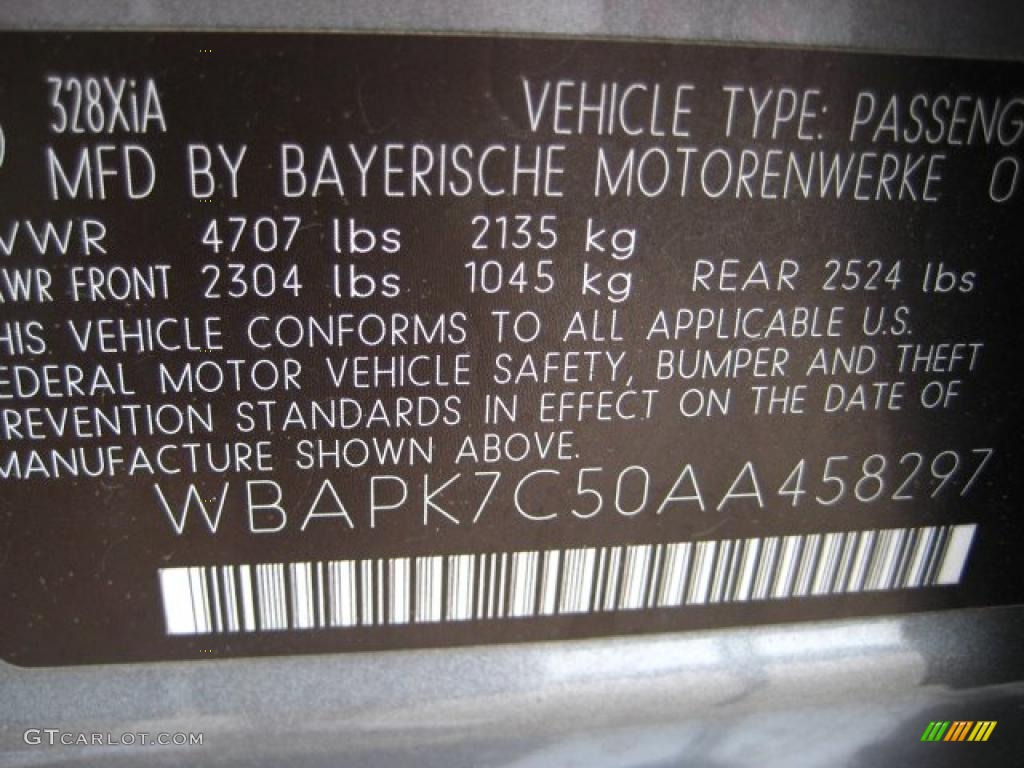 328XiA VEHICLE TYPE: PASSENG
MFD BY BAYERISCHE MOTORENWERKE O
VWR 4707 lbs 2135 kg
WR FRONT 2304 lbs 1045 kg REAR 2524 lbs
HIS VEHICLE CONFORMS TO ALL APPLICABLE U.S.
EDERAL MOTOR VEHICLE SAFETY, BUMPER AND THEFT
REVENTION STANDARDS IN EFFECT ON THE DATE OF
MANUFACTURE SHOWN ABOVE.
WBAPK7C50AA458297
GTCARLOT.COM